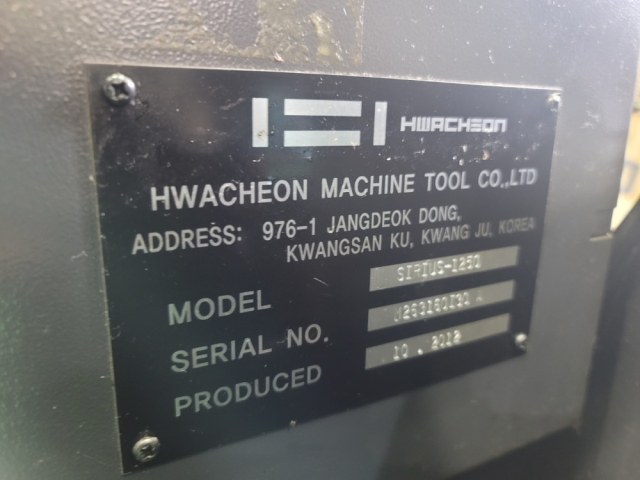 HWACHEON
HWACHEON MACHINE TOOL CO.,LTD
ADDRESS: 976-1 JANGDEOK DONG,
KWANGSAN KU, KWANG JU, KOREA
MODEL SIRIUS-1250
SERIAL NO.
PRODUCED 10 . 2012